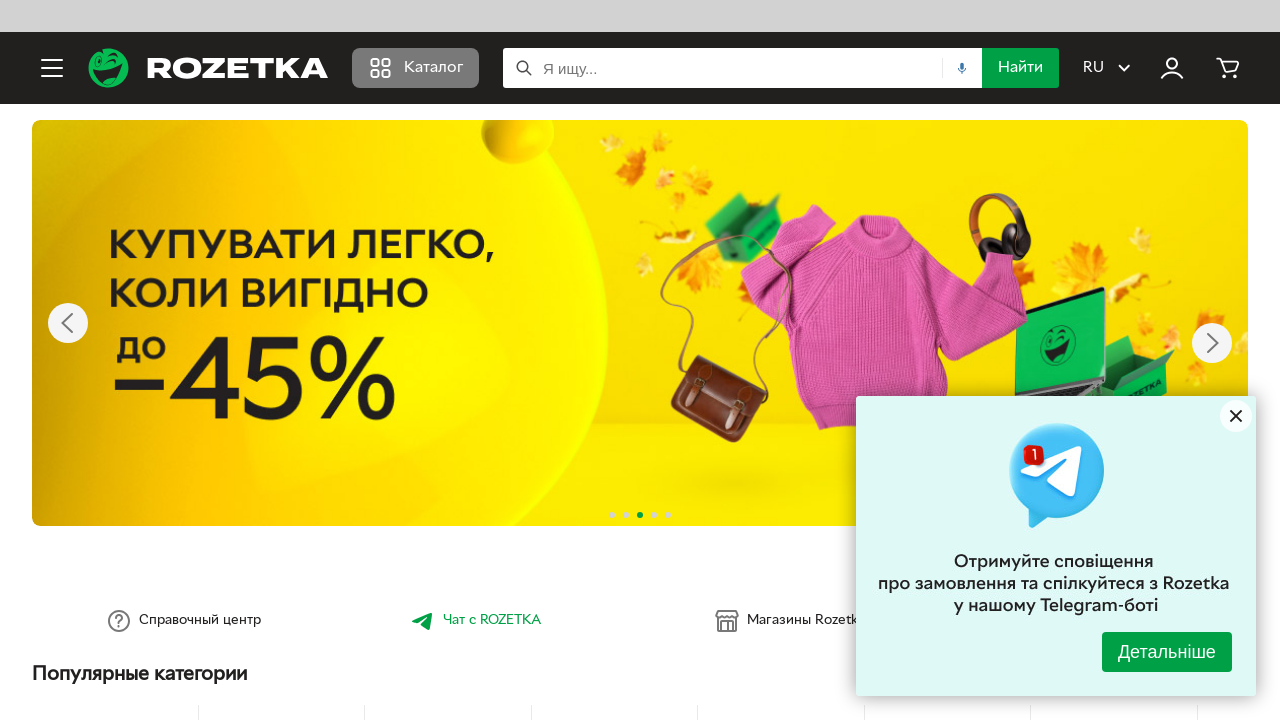 ROZETKA
Каталог
Я ищу...
Найти
RU
КУПУВАТИ ЛЕГКО,
КОЛИ ВИГІДНО
ДО
–45%
ROZETKA
1
Отримуйте сповіщення
про замовлення та спілкуйтеся з Rozetka
у нашому Telegram-боті
Детальніше
Справочный центр
Чат с ROZETKA
Магазины Rozetk
Популярные категории